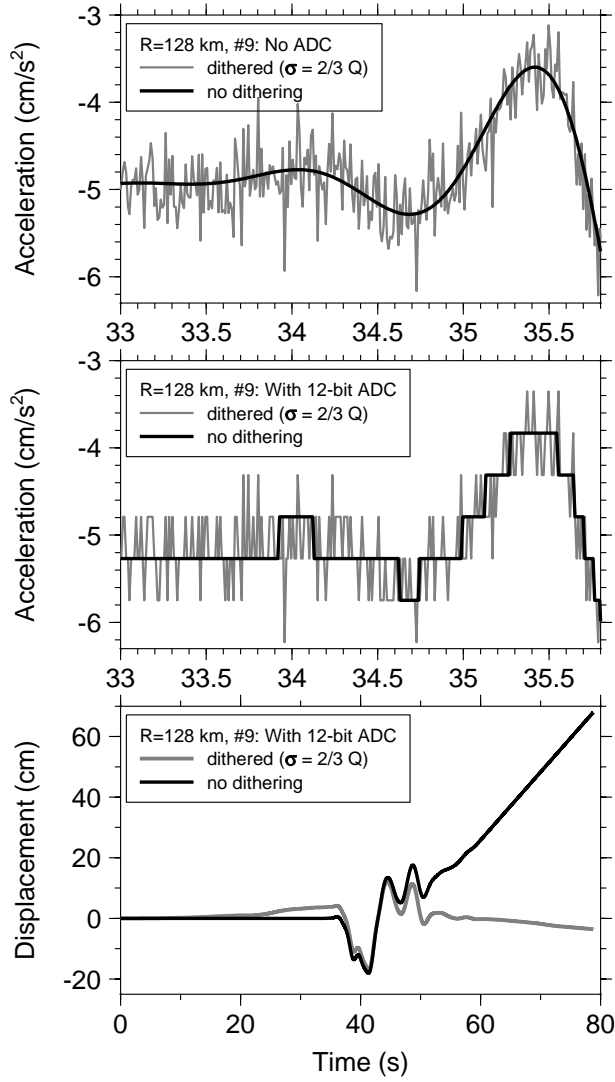 -3
-4
-5
-6
Acceleration (cm/s²)
R=128 km, #9: No ADC
dithered (σ = 2/3 Q)
no dithering
33 33.5 34 34.5 35 35.5
-3
-4
-5
-6
Acceleration (cm/s²)
R=128 km, #9: With 12-bit ADC
dithered (σ = 2/3 Q)
no dithering
33 33.5 34 34.5 35 35.5
60
40
20
0
-20
Displacement (cm)
R=128 km, #9: With 12-bit ADC
dithered (σ = 2/3 Q)
no dithering
0 20 40 60 80
Time (s)